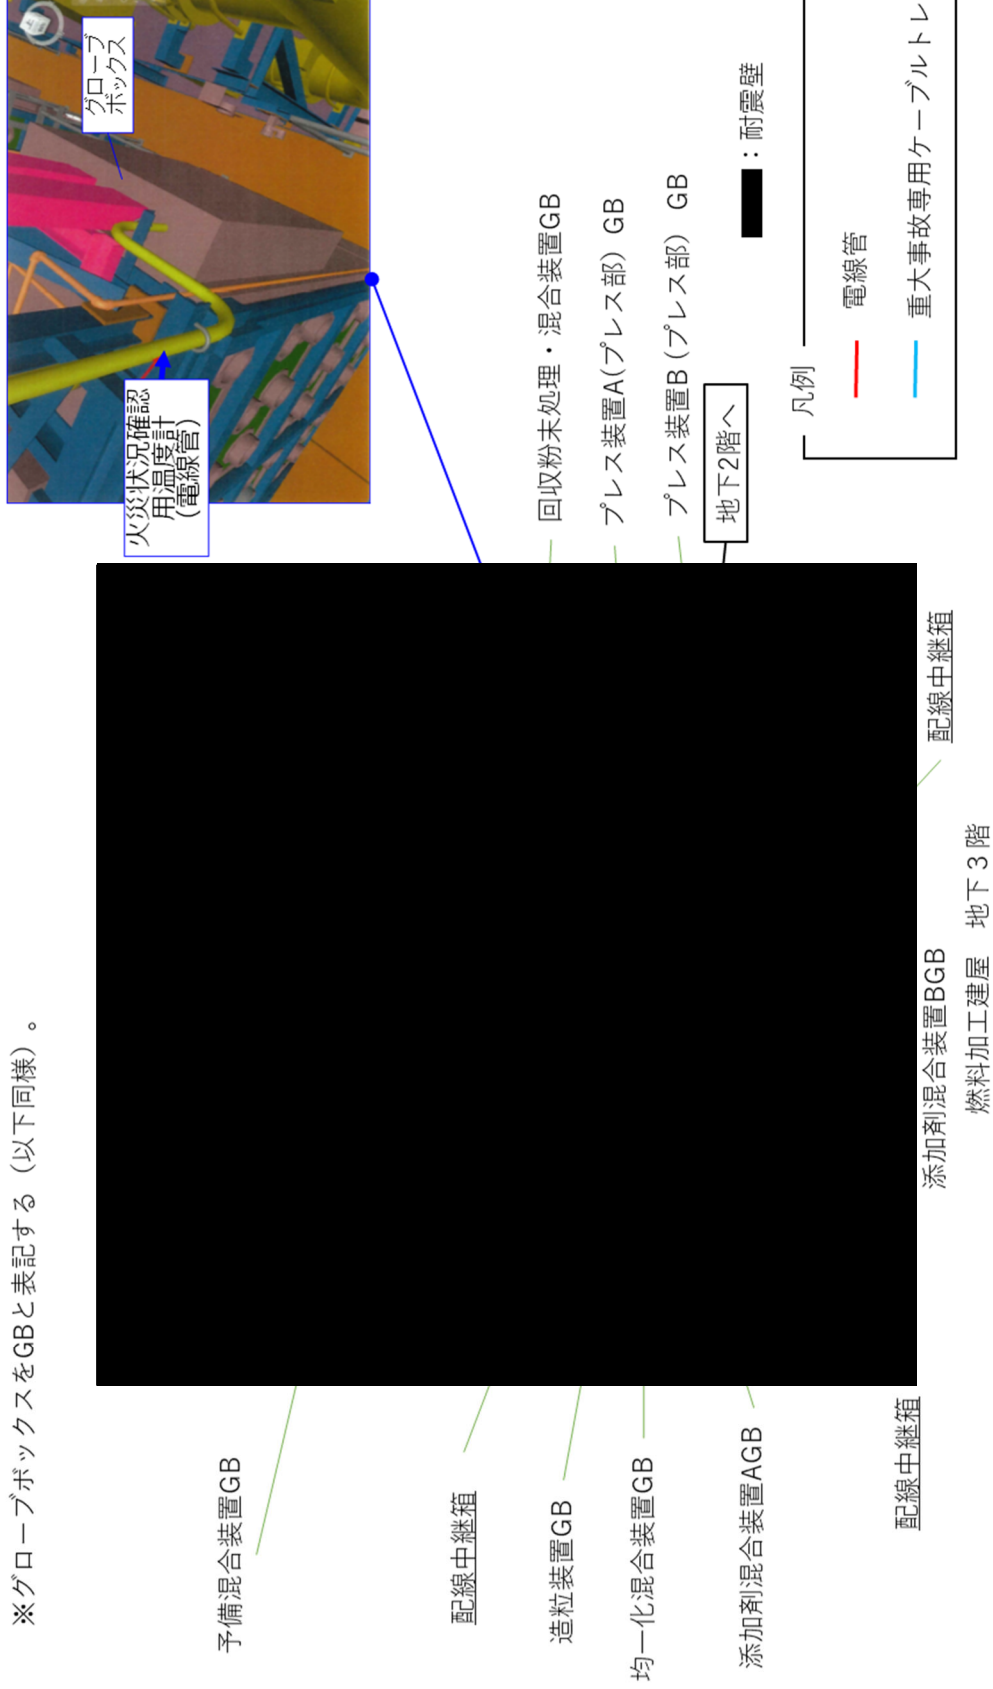 ※グローブボックスをGBと表記する（以下同様）。
グローブ
ボックス
火災状況確認
用温度計
(電線管)
予備混合装置GB
配線中継箱
造粒装置GB
均一化混合装置GB
添加剤混合装置AGB
配線中継箱
回収粉末処理・混合装置GB
プレス装置A(プレス部）GB
プレス装置B (プレス部） GB
地下2階へ
：耐震壁
配線中継箱
添加剤混合装置BGB
燃料加工建屋　地下３階
凡例
電線管
重大事故専用ケーブルトレ